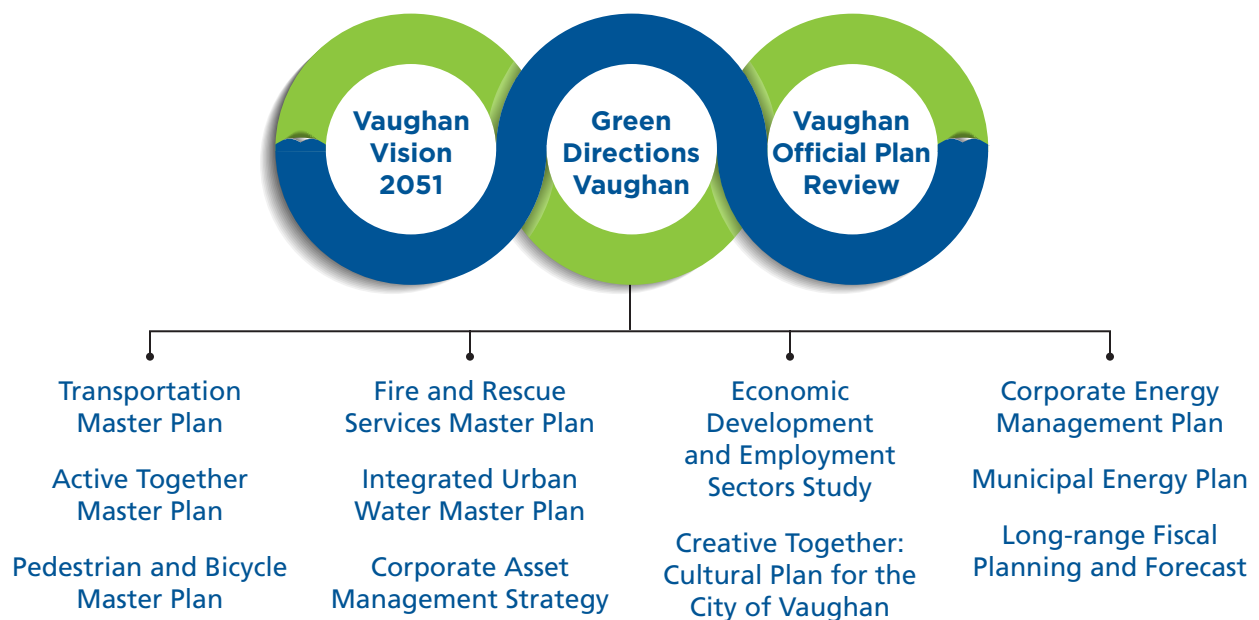 Vaughan
Vision
2051
Green
Directions
Vaughan
Vaughan
Official Plan
Review
Transportation
Master Plan
Active Together
Master Plan
Pedestrian and Bicycle
Master Plan
Fire and Rescue
Services Master Plan
Integrated Urban
Water Master Plan
Corporate Asset
Management Strategy
Economic
Development
and Employment
Sectors Study
Creative Together:
Cultural Plan for the
City of Vaughan
Corporate Energy
Management Plan
Municipal Energy Plan
Long-range Fiscal
Planning and Forecast